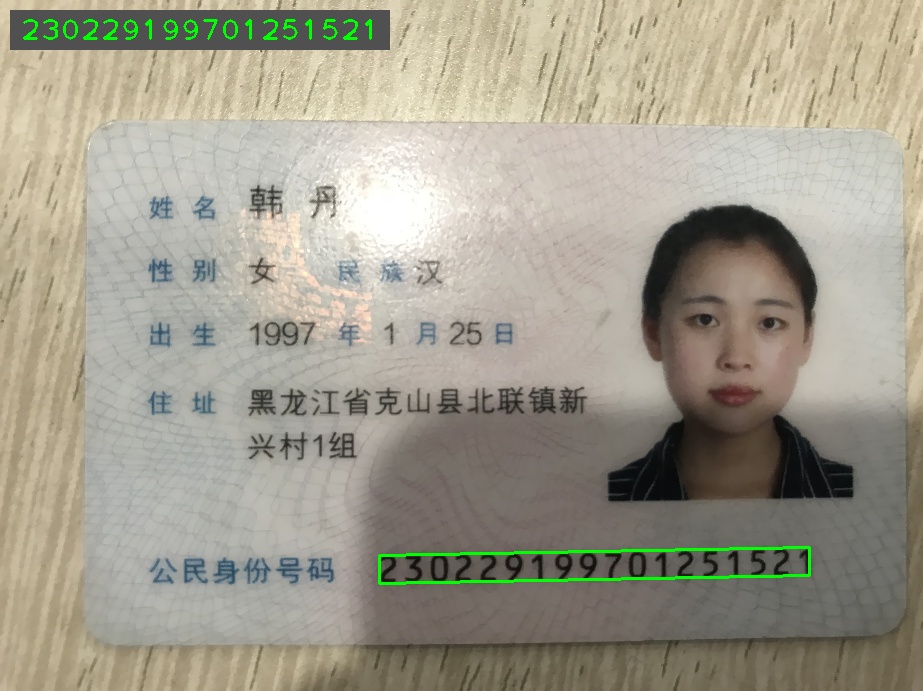 230229199701251521
姓名 韩丹
性别 女 民族 汉
出生 1997 年 1 月 25 日
住址 黑龙江省克山县北联镇新
兴村1组
公民身份号码 230229199701251521